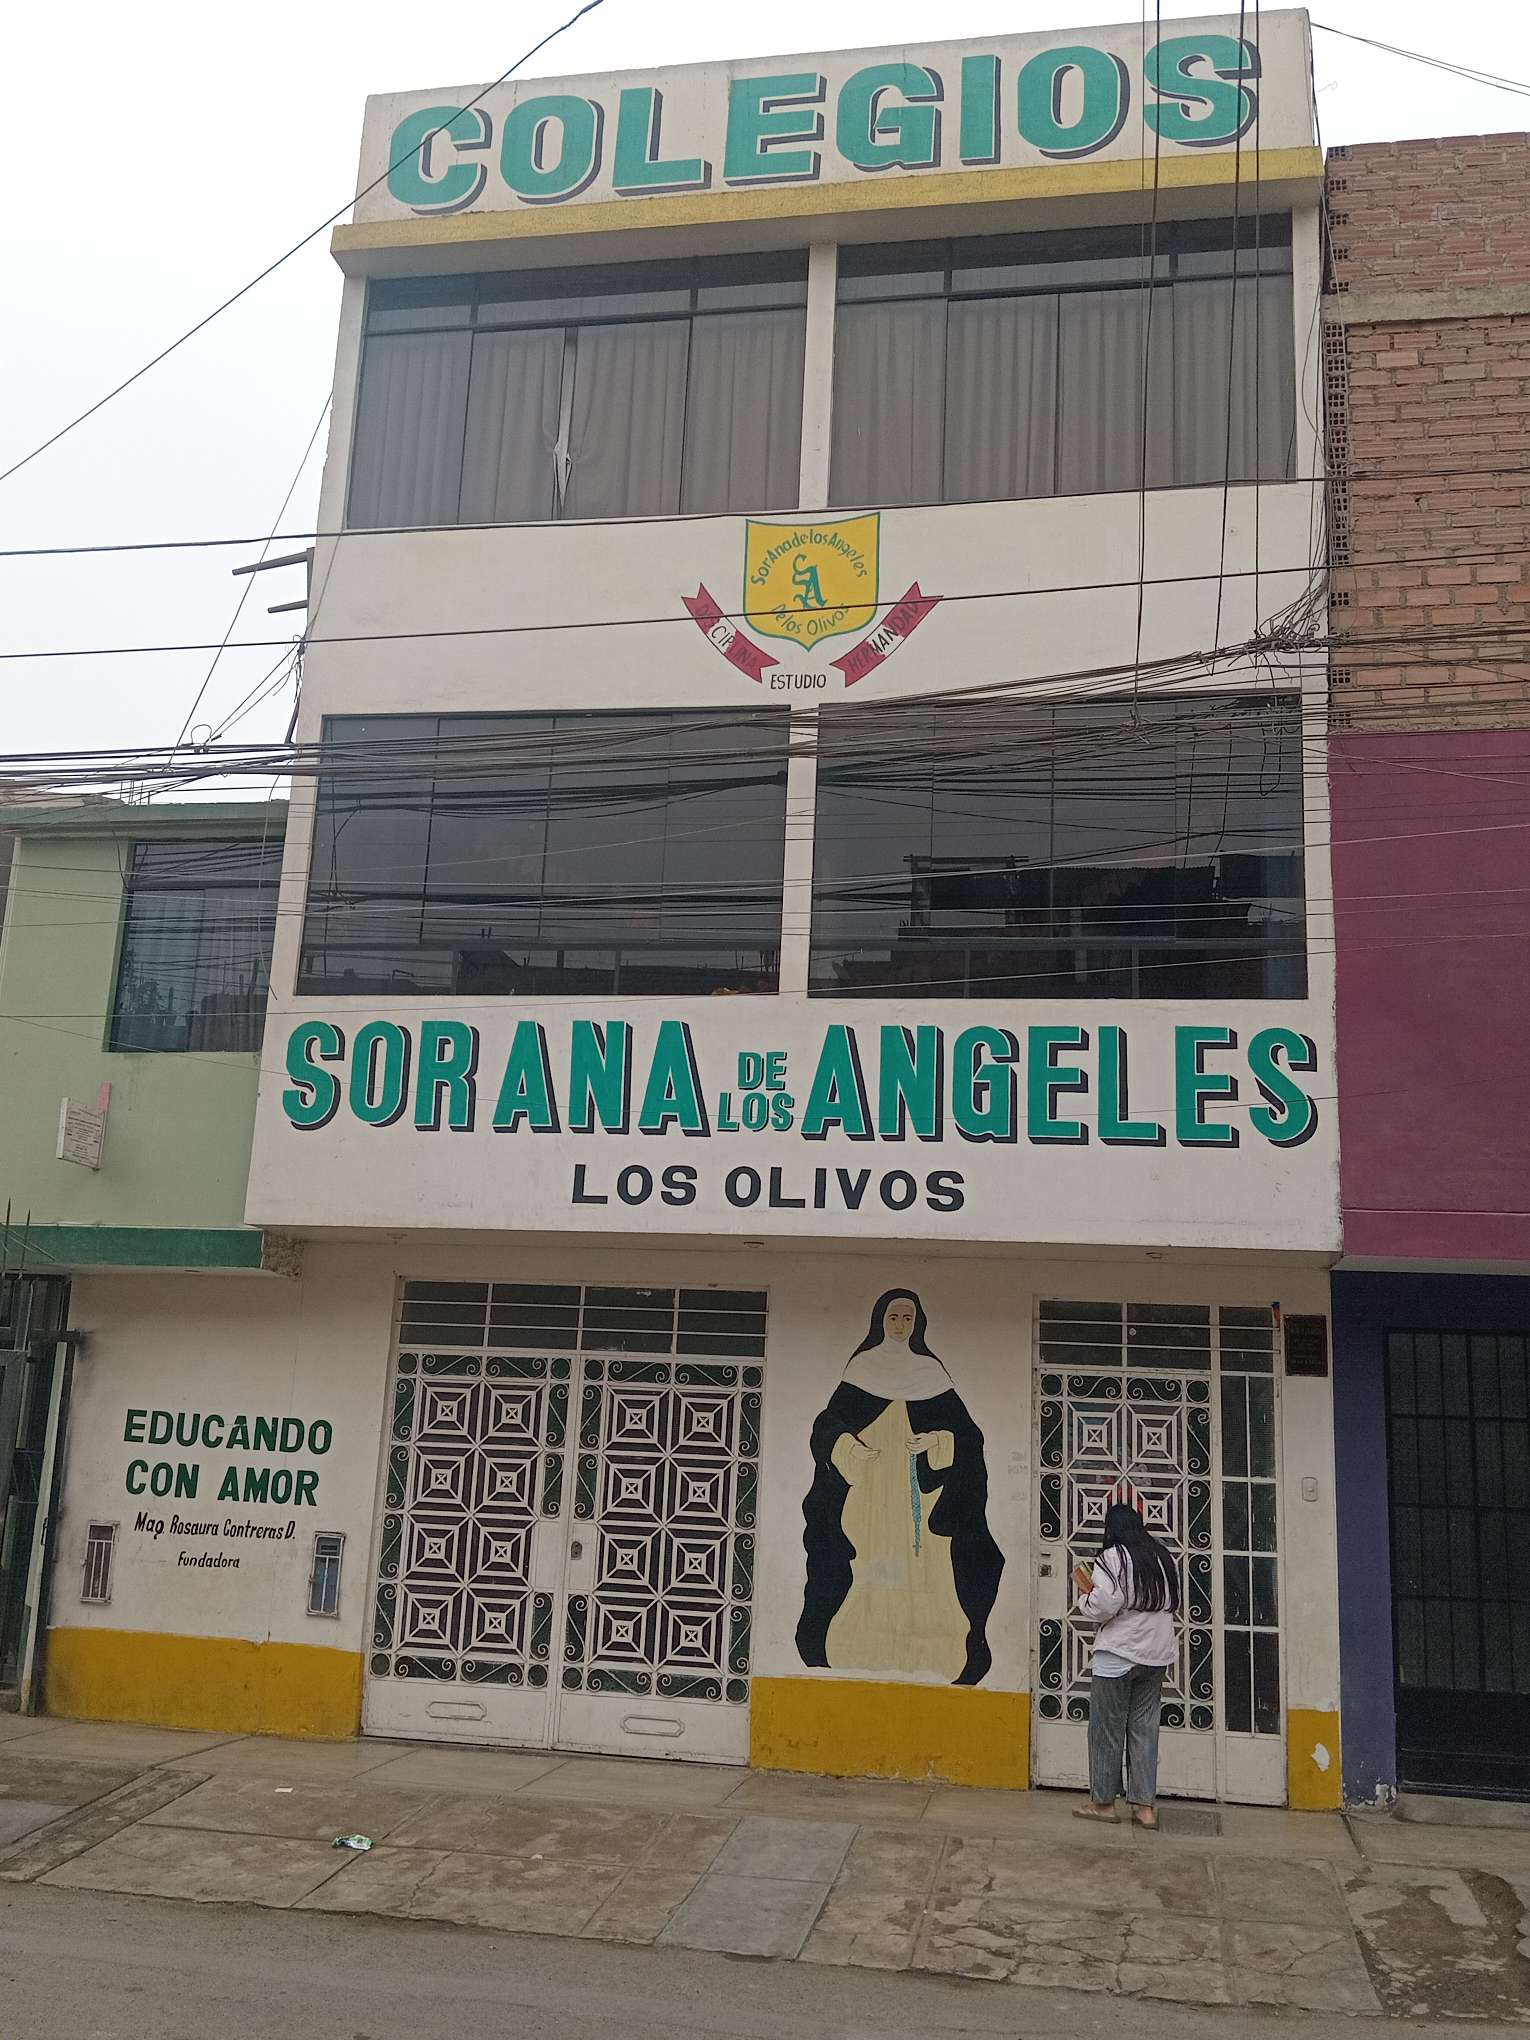 COLEGIOS
Sor Ana de los Angeles
SA
De los Olivos
DISCIPLINA
HERMANDAD
ESTUDIO
SOR ANA DE LOS ANGELES
LOS OLIVOS
EDUCANDO
CON AMOR
Mag. Rosaura Contreras D.
Fundadora